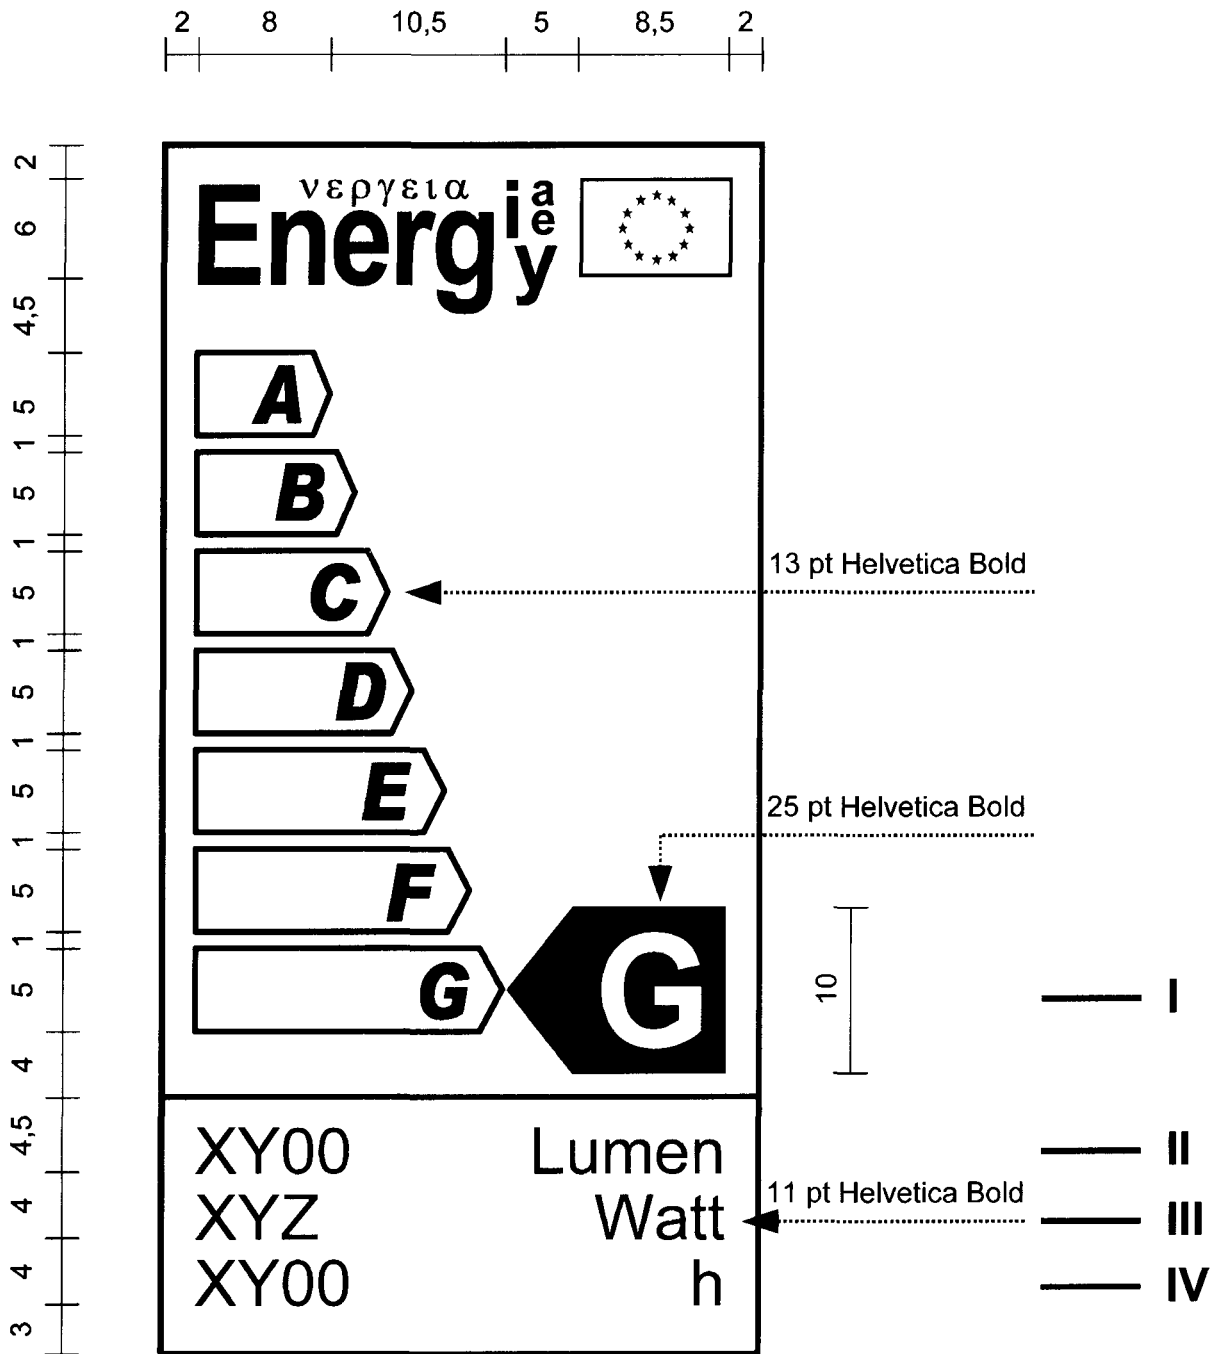 2 8 10,5 5 8,5 2
2
6
4,5
5
1
5
1
5
1
5
1
5
1
5
1
5
4
4,5
4
4
3
νεργεια
Energ i a
e
y
A
B
C
13 pt Helvetica Bold
D
E
25 pt Helvetica Bold
F
G G
10
I
XY00 Lumen
II
XYZ Watt
11 pt Helvetica Bold
III
XY00 h
IV